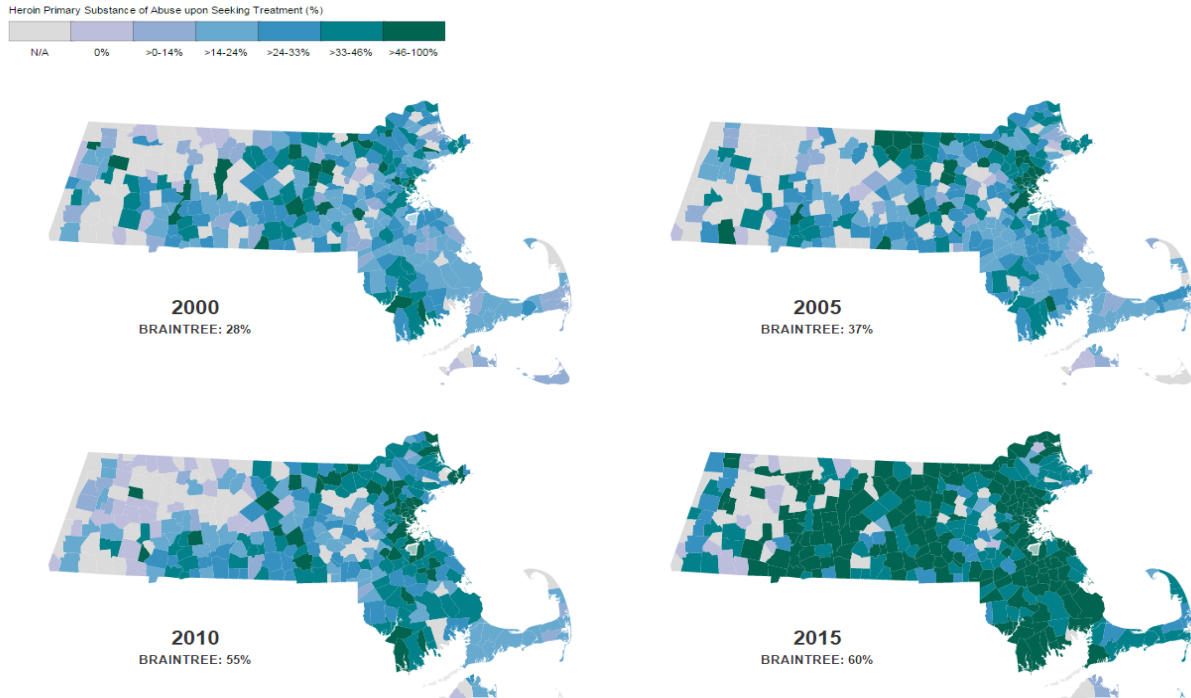 Heroin Primary Substance of Abuse upon Seeking Treatment (%)
N/A 0% >0-14% >14-24% >24-33% >33-46% >46-100%
2000
BRAINTREE: 28%
2005
BRAINTREE: 37%
2010
BRAINTREE: 55%
2015
BRAINTREE: 60%